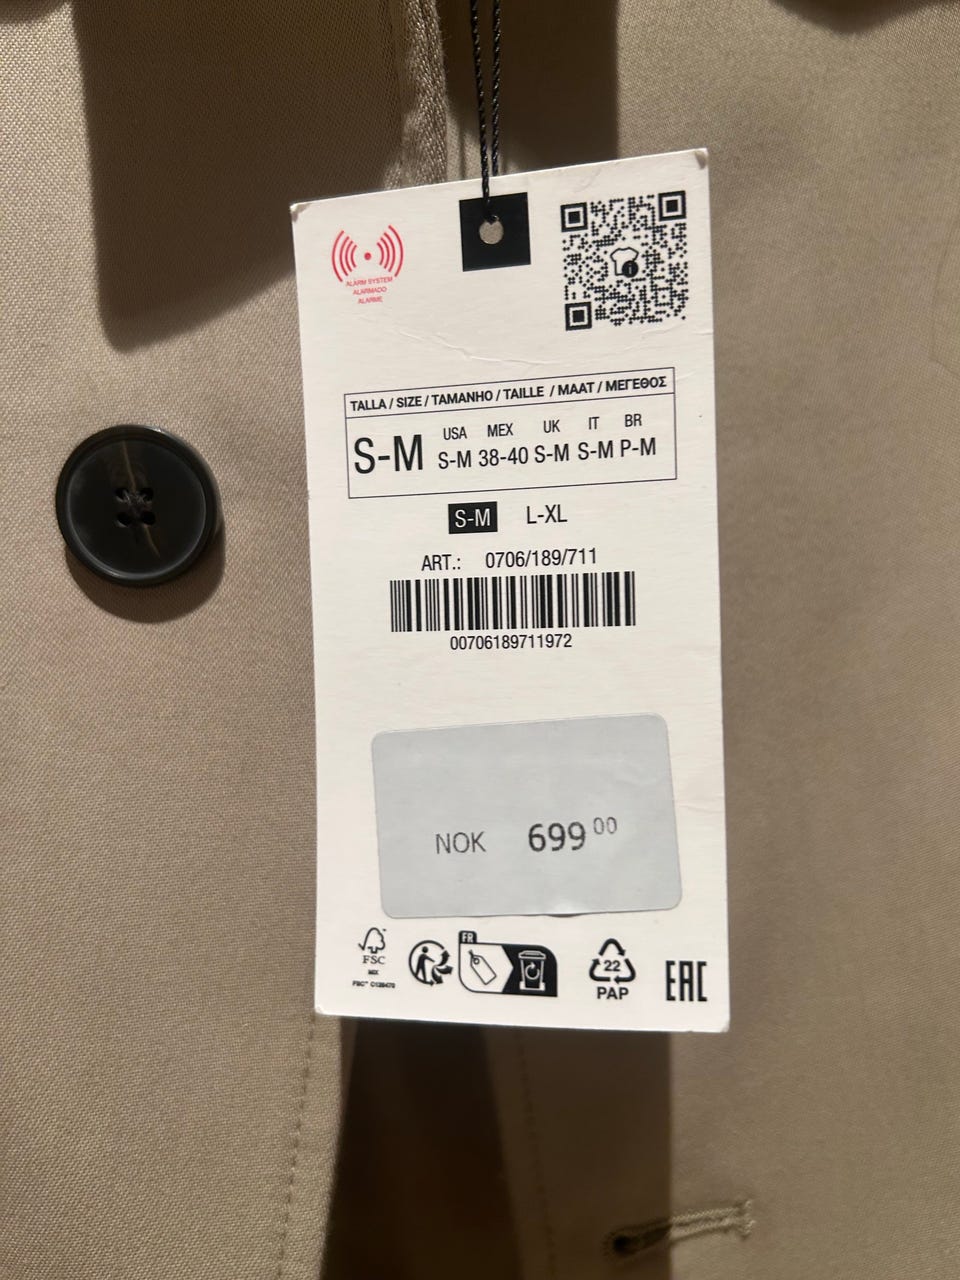 ALARM SYSTEM
ALARMADO
ALARME
TALLA / SIZE / TAMANHO / TAILLE / MAAT / ΜΕΓΕΘΟΣ
S-M
USA MEX UK IT BR
S-M 38-40 S-M S-M P-M
S-M L-XL
ART.: 0706/189/711
00706189711972
NOK 699 00
FR
FSC
MIX
22
PAP
EAC